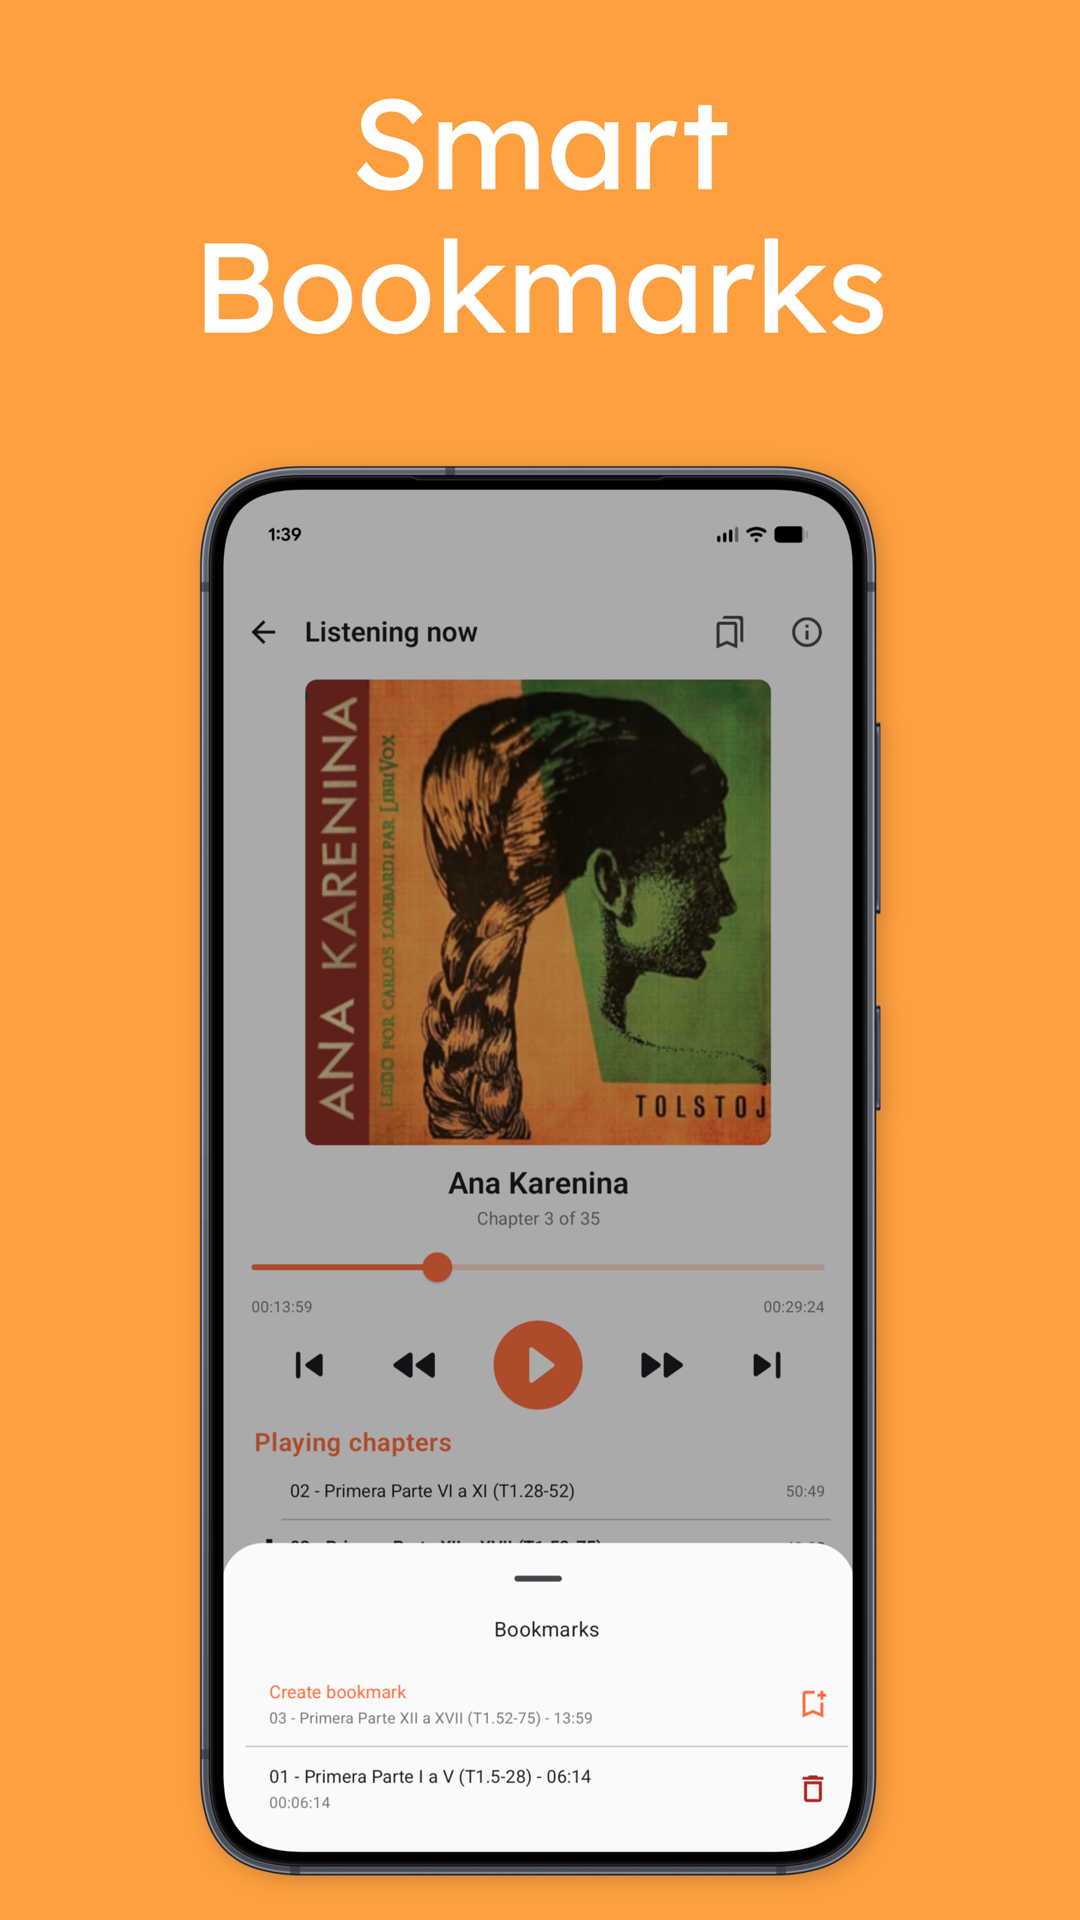 Smart
Bookmarks
1:39
Listening now
ANA KARENINA
LEIDO POR CARLOS LOMBARDI PAR LIBRIVOX
TOLSTOJ
Ana Karenina
Chapter 3 of 35
00:13:59
00:29:24
Playing chapters
02 - Primera Parte VI a XI (T1.28-52)
50:49
Bookmarks
Create bookmark
03 - Primera Parte XII a XVII (T1.52-75) - 13:59
01 - Primera Parte I a V (T1.5-28) - 06:14
00:06:14